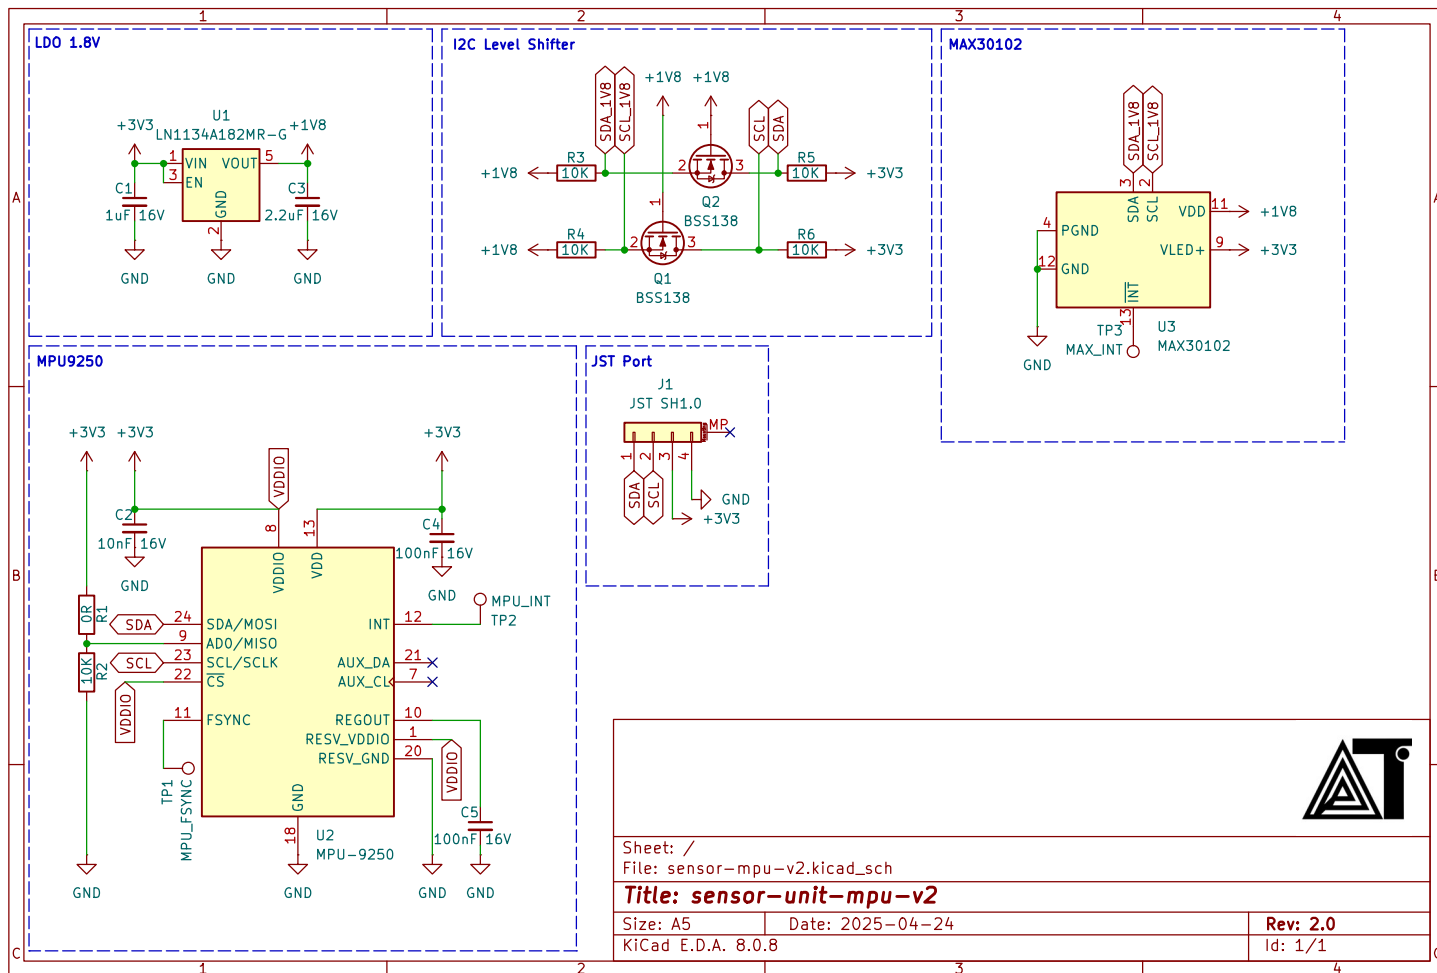 1
2
3
4
A
B
C
LDO 1.8V
+3V3
U1
LN1134A182MR-G
+1V8
1
VIN
VOUT
5
3
EN
GND
2
C1
1uF
16V
C3
2.2uF
16V
GND
GND
GND
I2C Level Shifter
SDA_1V8
SCL_1V8
+1V8
+1V8
SCL
SDA
+1V8
R3
10K
2
1
3
Q2
BSS138
R5
10K
+3V3
+1V8
R4
10K
2
1
3
Q1
BSS138
R6
10K
+3V3
MAX30102
SDA_1V8
SCL_1V8
3
2
SDA
SCL
4
PGND
12
GND
VDD
11
+1V8
VLED+
9
+3V3
INT
13
TP3
MAX_INT
U3
MAX30102
GND
MPU9250
+3V3
+3V3
+3V3
VDDIO
C2
10nF
16V
GND
8
13
VDDIO
VDD
C4
100nF
16V
GND
0R
R1
10K
R2
SDA
24
SDA/MOSI
9
AD0/MISO
SCL
23
SCL/SCLK
22
CS
VDDIO
11
FSYNC
TP1
MPU_FSYNC
INT
12
MPU_INT
TP2
AUX_DA
21
AUX_CL
7
REGOUT
10
RESV_VDDIO
1
RESV_GND
20
VDDIO
GND
18
U2
MPU-9250
C5
100nF
16V
GND
GND
GND
GND
JST Port
J1
JST SH1.0
MP
1
2
3
4
SDA
SCL
GND
+3V3
AT
Sheet: /
File: sensor-mpu-v2.kicad_sch
Title: sensor-unit-mpu-v2
Size: A5
Date: 2025-04-24
Rev: 2.0
KiCad E.D.A. 8.0.8
Id: 1/1
A
B
C
1
2
3
4